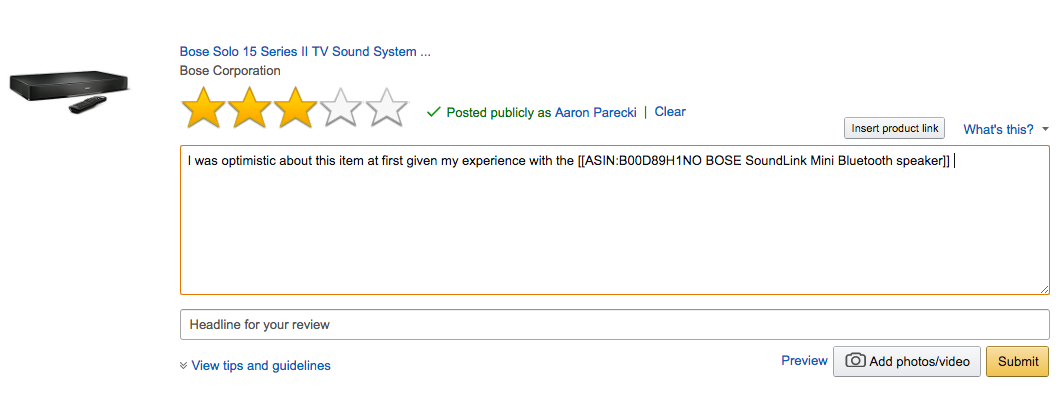 Bose Solo 15 Series II TV Sound System ...
Bose Corporation
Posted publicly as Aaron Parecki | Clear
Insert product link What's this?
I was optimistic about this item at first given my experience with the [[ASIN:B00D89H1NO BOSE SoundLink Mini Bluetooth speaker]]
Headline for your review
View tips and guidelines
Preview Add photos/video Submit